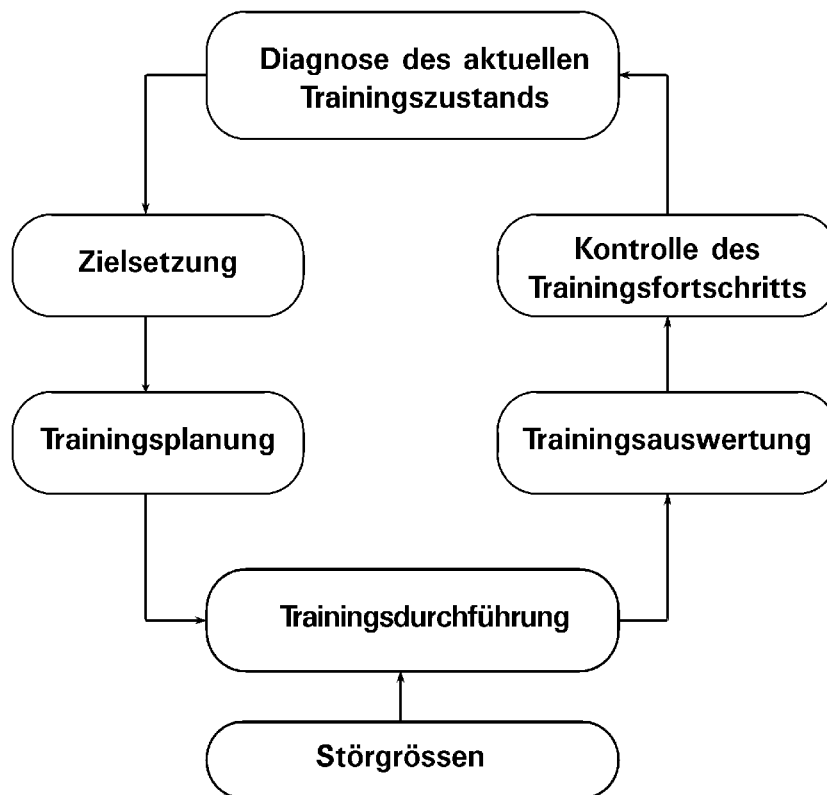 Diagnose des aktuellen
Trainingszustands
Zielsetzung
Kontrolle des
Trainingsfortschritts
Trainingsplanung
Trainingsauswertung
Trainingsdurchführung
Störgrössen